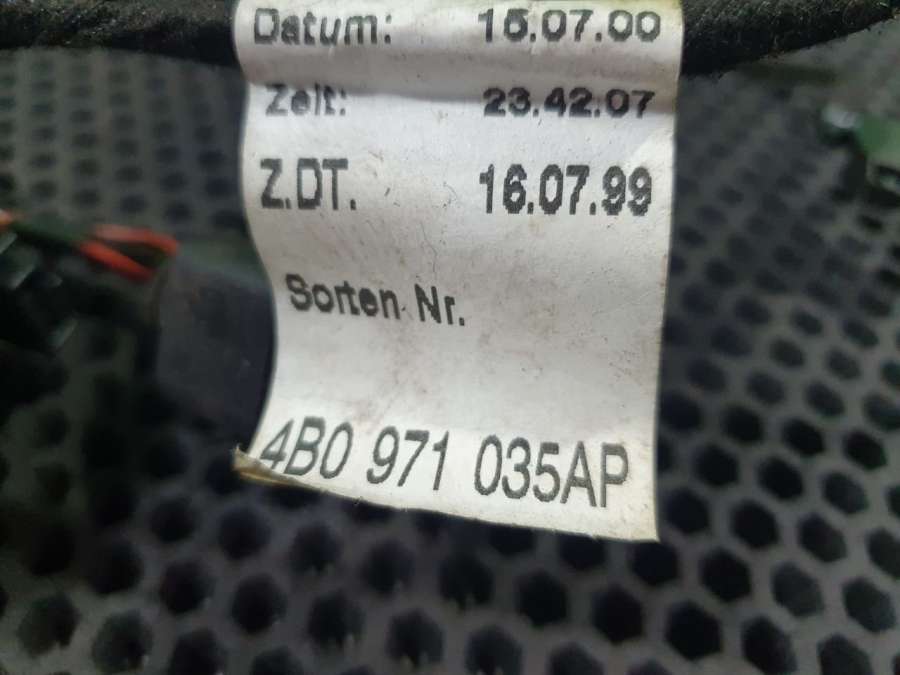 Datum: 15.07.00
Zeit: 23.42.07
Z.DT. 16.07.99
Sorten Nr.
4B0 971 035AP